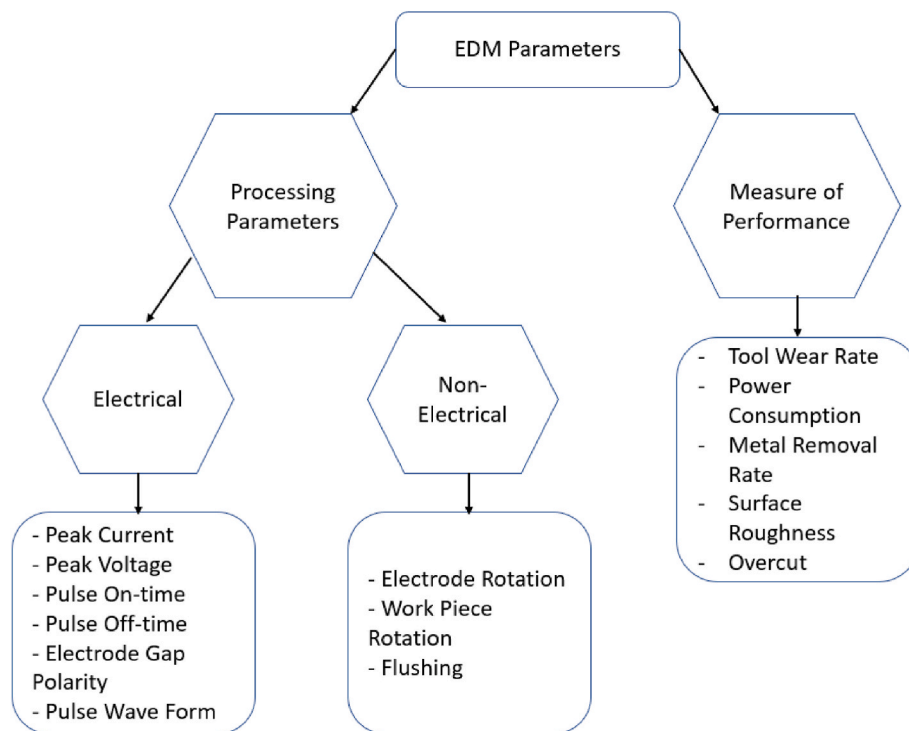 EDM Parameters
Processing
Parameters
Measure of
Performance
Electrical
Non-
Electrical
- Tool Wear Rate
- Power
Consumption
- Metal Removal
Rate
- Surface
Roughness
- Overcut
- Peak Current
- Peak Voltage
- Pulse On-time
- Pulse Off-time
- Electrode Gap
Polarity
- Pulse Wave Form
- Electrode Rotation
- Work Piece
Rotation
- Flushing